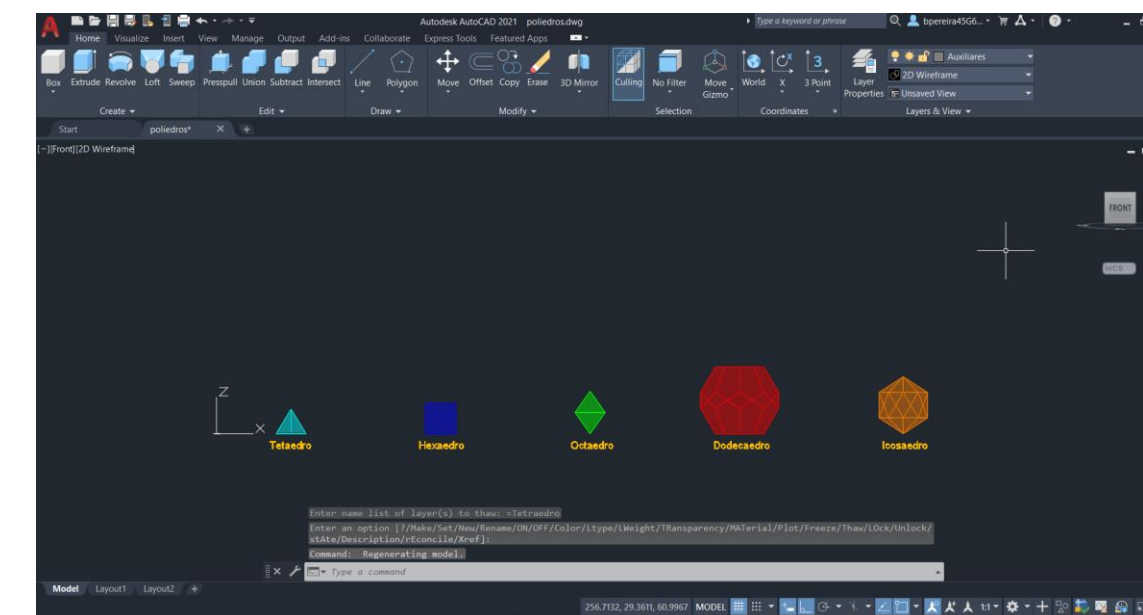 Autodesk AutoCAD 2021 poliedros.dwg
Type a keyword or phrase
bpereira45G6...
Home Visualize Insert View Manage Output Add-ins Collaborate Express Tools Featured Apps
Box Extrude Revolve Loft Sweep Presspull Union Subtract Intersect Line Polygon Move Offset Copy Erase 3D Mirror Culling No Filter Move Gizmo World X 3 Point Layer Properties
Auxiliares
2D Wireframe
Unsaved View
Create Edit Draw Modify Selection Coordinates Layers & View
Start poliedros*
[−][Front][2D Wireframe]
FRONT
WCS
Z
X
Tetaedro Hexaedro Octaedro Dodecaedro Icosaedro
Enter name list of layer(s) to thaw: =Tetraedro
Enter an option [?/Make/Set/New/Rename/ON/OFF/Color/Ltype/LWeight/TRansparency/MATerial/Plot/Freeze/Thaw/LOck/Unlock/
stAte/Description/rEconcile/Xref]:
Command: Regenerating model.
Type a command
Model Layout1 Layout2 +
256.7132, 29.3611, 60.9967 MODEL 1:1